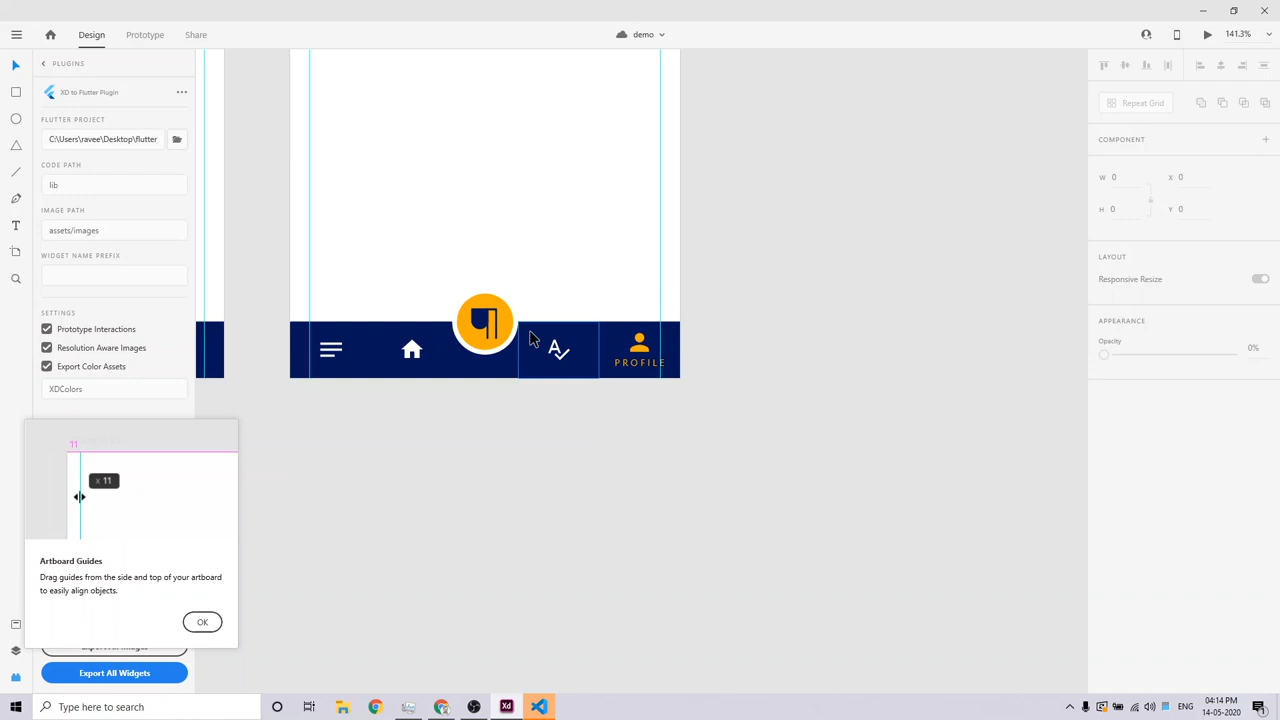 Design
Prototype
Share
demo
141.3%
PLUGINS
XD to Flutter Plugin
FLUTTER PROJECT
C:\Users\ravee\Desktop\flutter
CODE PATH
lib
IMAGE PATH
assets/images
WIDGET NAME PREFIX
SETTINGS
Prototype Interactions
Resolution Aware Images
Export Color Assets
XDColors
11
x 11
Artboard Guides
Drag guides from the side and top of your artboard
to easily align objects.
OK
Export All Widgets
PROFILE
Repeat Grid
COMPONENT
W 0
X 0
H 0
Y 0
LAYOUT
Responsive Resize
APPEARANCE
Opacity
0%
Type here to search
ENG
04:14 PM
14-05-2020